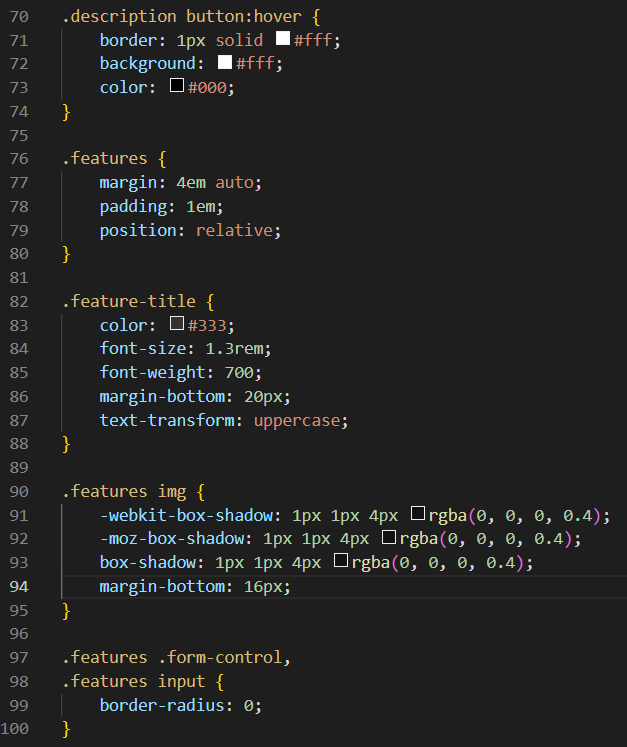 70 .description button:hover {
71     border: 1px solid #fff;
72     background: #fff;
73     color: #000;
74 }
75
76 .features {
77     margin: 4em auto;
78     padding: 1em;
79     position: relative;
80 }
81
82 .feature-title {
83     color: #333;
84     font-size: 1.3rem;
85     font-weight: 700;
86     margin-bottom: 20px;
87     text-transform: uppercase;
88 }
89
90 .features img {
91     -webkit-box-shadow: 1px 1px 4px rgba(0, 0, 0, 0.4);
92     -moz-box-shadow: 1px 1px 4px rgba(0, 0, 0, 0.4);
93     box-shadow: 1px 1px 4px rgba(0, 0, 0, 0.4);
94     margin-bottom: 16px;
95 }
96
97 .features .form-control,
98 .features input {
99     border-radius: 0;
100 }